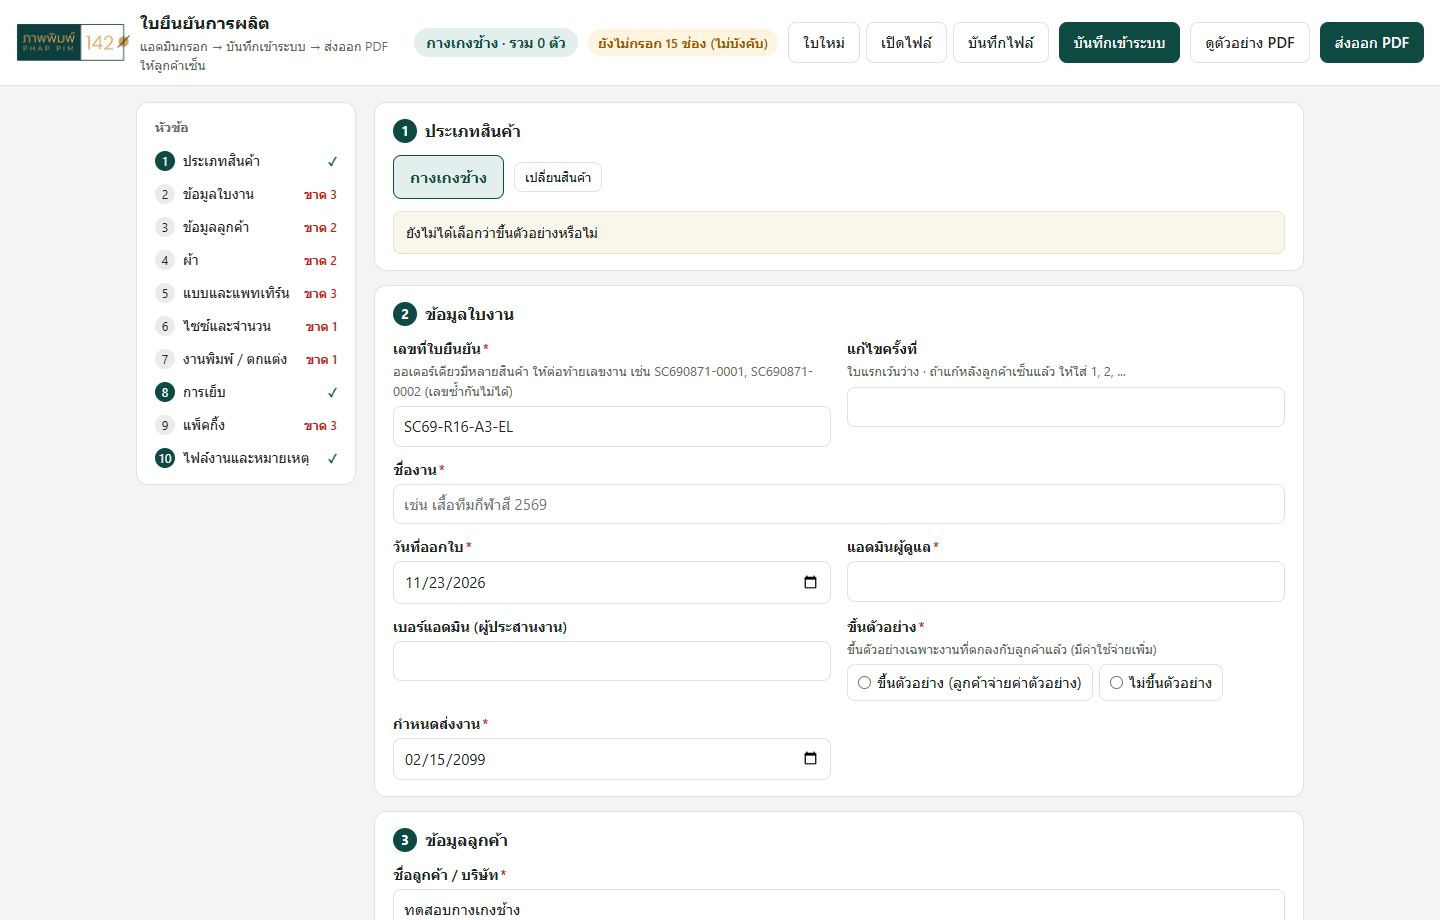 ภาพพิมพ์
PHAP PIM
142
ใบยืนยันการผลิต
แอดมินกรอก → บันทึกเข้าระบบ → ส่งออก PDF
ให้ลูกค้าเซ็น
กางเกงช้าง · รวม 0 ตัว
ยังไม่กรอก 15 ช่อง (ไม่บังคับ)
ใบใหม่
เปิดไฟล์
บันทึกไฟล์
บันทึกเข้าระบบ
ดูตัวอย่าง PDF
ส่งออก PDF
หัวข้อ
1 ประเภทสินค้า ✓
2 ข้อมูลใบงาน ขาด 3
3 ข้อมูลลูกค้า ขาด 2
4 ผ้า ขาด 2
5 แบบและแพทเทิร์น ขาด 3
6 ไซซ์และจำนวน ขาด 1
7 งานพิมพ์ / ตกแต่ง ขาด 1
8 การเย็บ ✓
9 แพ็คกิ้ง ขาด 3
10 ไฟล์งานและหมายเหตุ ✓
1 ประเภทสินค้า
กางเกงช้าง
เปลี่ยนสินค้า
ยังไม่ได้เลือกว่าขึ้นตัวอย่างหรือไม่
2 ข้อมูลใบงาน
เลขที่ใบยืนยัน *
ออเดอร์เดียวมีหลายสินค้า ให้ต่อท้ายเลขงาน เช่น SC690871-0001, SC690871-
0002 (เลขซ้ำกันไม่ได้)
SC69-R16-A3-EL
แก้ไขครั้งที่
ใบแรกเว้นว่าง · ถ้าแก้หลังลูกค้าเซ็นแล้ว ให้ใส่ 1, 2, ...
ชื่องาน *
เช่น เสื้อทีมกีฬาสี 2569
วันที่ออกใบ *
11/23/2026
แอดมินผู้ดูแล *
เบอร์แอดมิน (ผู้ประสานงาน)
ขึ้นตัวอย่าง *
ขึ้นตัวอย่างเฉพาะงานที่ตกลงกับลูกค้าแล้ว (มีค่าใช้จ่ายเพิ่ม)
ขึ้นตัวอย่าง (ลูกค้าจ่ายค่าตัวอย่าง)
ไม่ขึ้นตัวอย่าง
กำหนดส่งงาน *
02/15/2099
3 ข้อมูลลูกค้า
ชื่อลูกค้า / บริษัท *
ทดสอบกางเกงช้าง